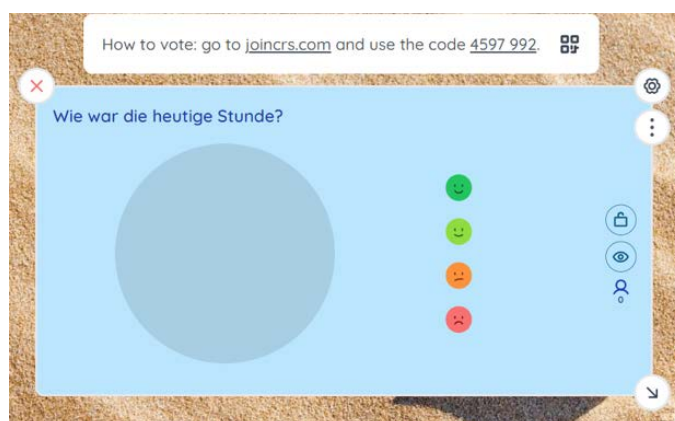 How to vote: go to joincrs.com and use the code 4597 992.
Wie war die heutige Stunde?
0